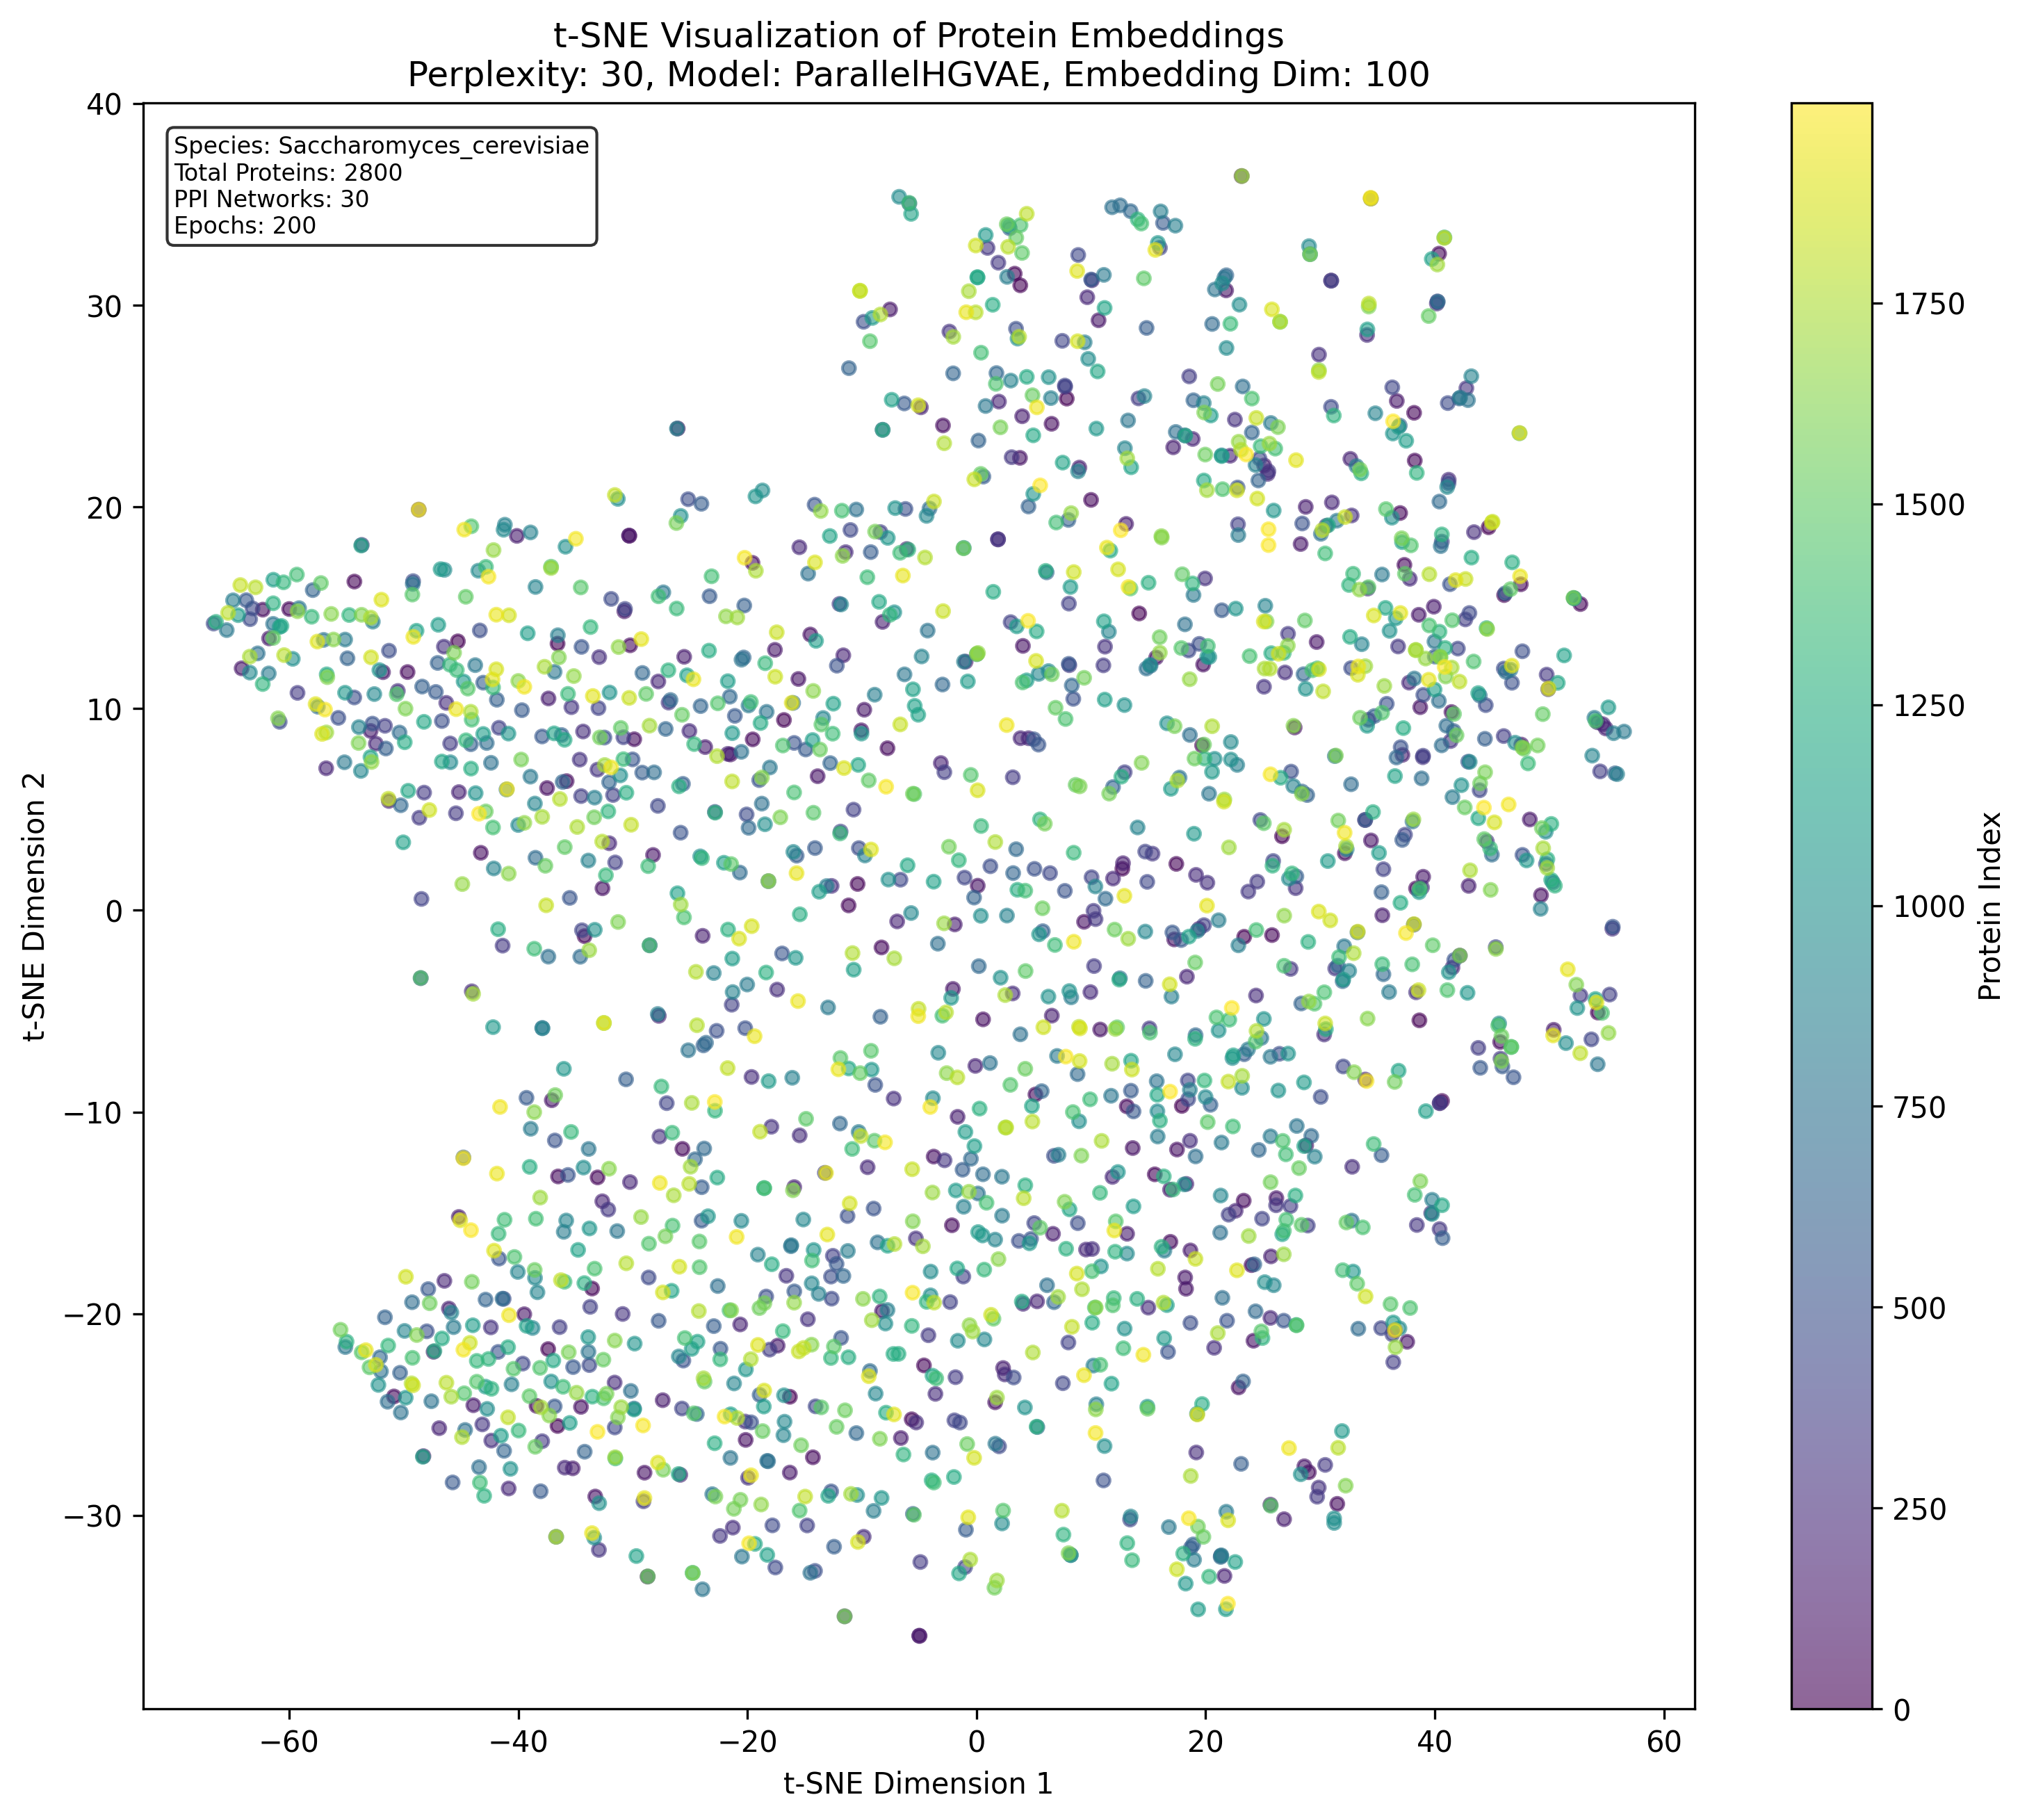 t-SNE Visualization of Protein Embeddings
Perplexity: 30, Model: ParallelHGVAE, Embedding Dim: 100
Species: Saccharomyces_cerevisiae
Total Proteins: 2800
PPI Networks: 30
Epochs: 200
t-SNE Dimension 2
40
30
20
10
0
−10
−20
−30
−60
−40
−20
0
20
40
60
t-SNE Dimension 1
1750
1500
1250
1000
750
500
250
0
Protein Index